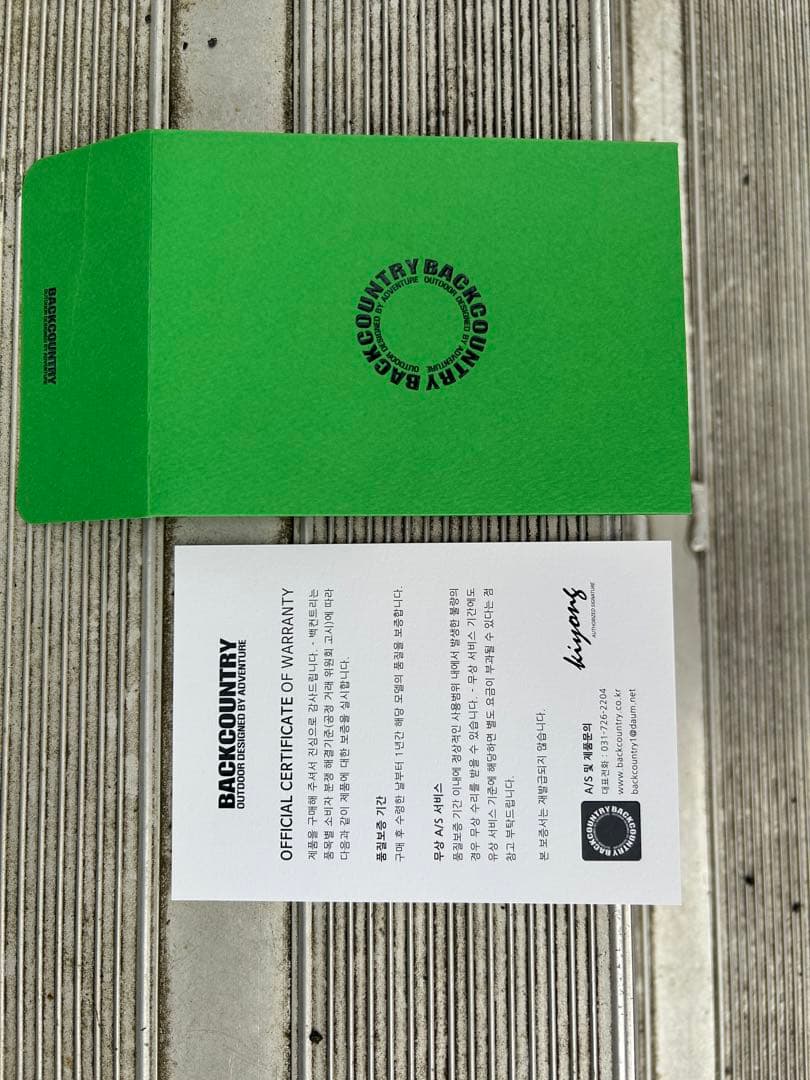 BACKCOUNTRY
OUTDOOR DESIGNED BY ADVENTURE
BACKCOUNTRY BACKCOUNTRY
OUTDOOR DESIGNED BY ADVENTURE OUTDOOR DESIGNED BY ADVENTURE
BACKCOUNTRY
OUTDOOR DESIGNED BY ADVENTURE
OFFICIAL CERTIFICATE OF WARRANTY
제품을 구매해 주셔서 진심으로 감사드립니다. - 백컨트리는
품목별 소비자 분쟁 해결기준(공정 거래 위원회 고시)에 따라
다음과 같이 제품에 대한 보증을 실시합니다.
품질보증 기간
구매 후 수령한 날부터 1년간 해당 모델의 품질을 보증합니다.
무상 A/S 서비스
품질보증 기간 이내에 정상적인 사용범위 내에서 발생한 불량의
경우 무상 수리를 받을 수 있습니다. - 무상 서비스 기간에도
유상 서비스 기준에 해당하면 별도 요금이 부과될 수 있다는 점
참고 부탁드립니다.
본 보증서는 재발급되지 않습니다.
kiyong
AUTHORIZED SIGNATURE
BACKCOUNTRY BACKCOUNTRY
A/S 및 제품문의
대표전화 : 031-726-2204
www.backcountry.co.kr
backcountry1@daum.net